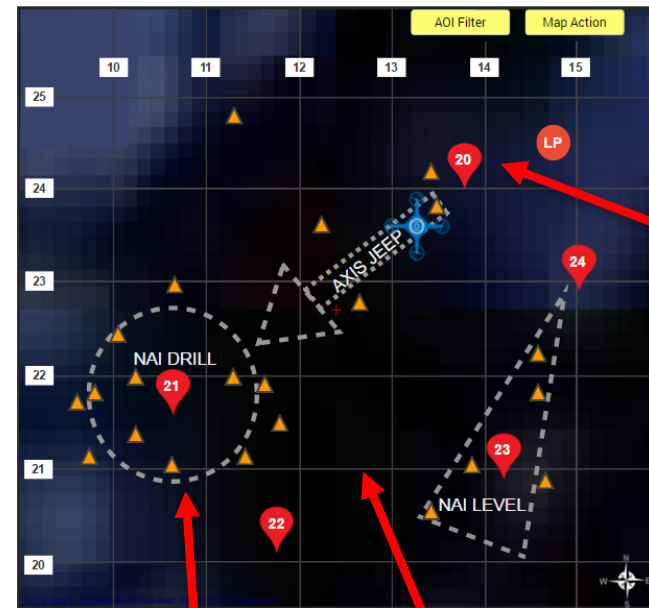 AOI Filter Map Action
10 11 12 13 14 15
25
LP
20
24
AXIS JEEP
24
23
NAI DRILL
22
21
23
21
NAI LEVEL
22
20
N
W E
S